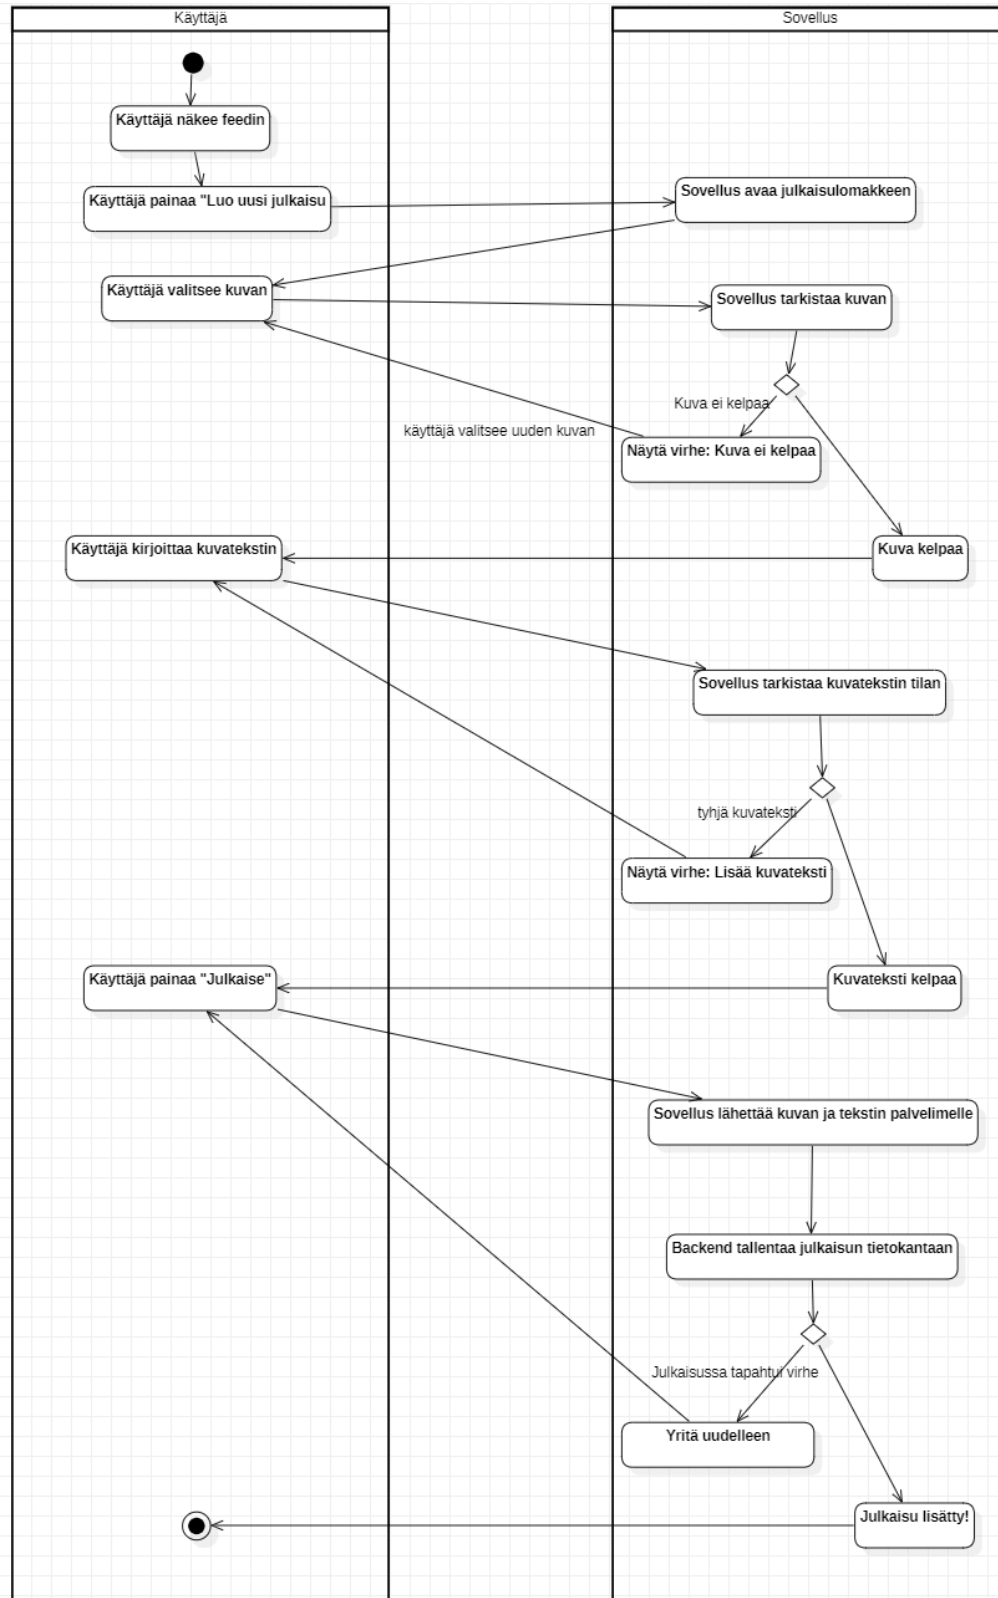 Käyttäjä
Sovellus
Käyttäjä näkee feedin
Käyttäjä painaa "Luo uusi julkaisu
Sovellus avaa julkaisulomakkeen
Käyttäjä valitsee kuvan
Sovellus tarkistaa kuvan
Kuva ei kelpaa
käyttäjä valitsee uuden kuvan
Näytä virhe: Kuva ei kelpaa
Käyttäjä kirjoittaa kuvatekstin
Kuva kelpaa
Sovellus tarkistaa kuvatekstin tilan
tyhjä kuvateksti
Näytä virhe: Lisää kuvateksti
Käyttäjä painaa "Julkaise"
Kuvateksti kelpaa
Sovellus lähettää kuvan ja tekstin palvelimelle
Backend tallentaa julkaisun tietokantaan
Julkaisussa tapahtui virhe
Yritä uudelleen
Julkaisu lisätty!